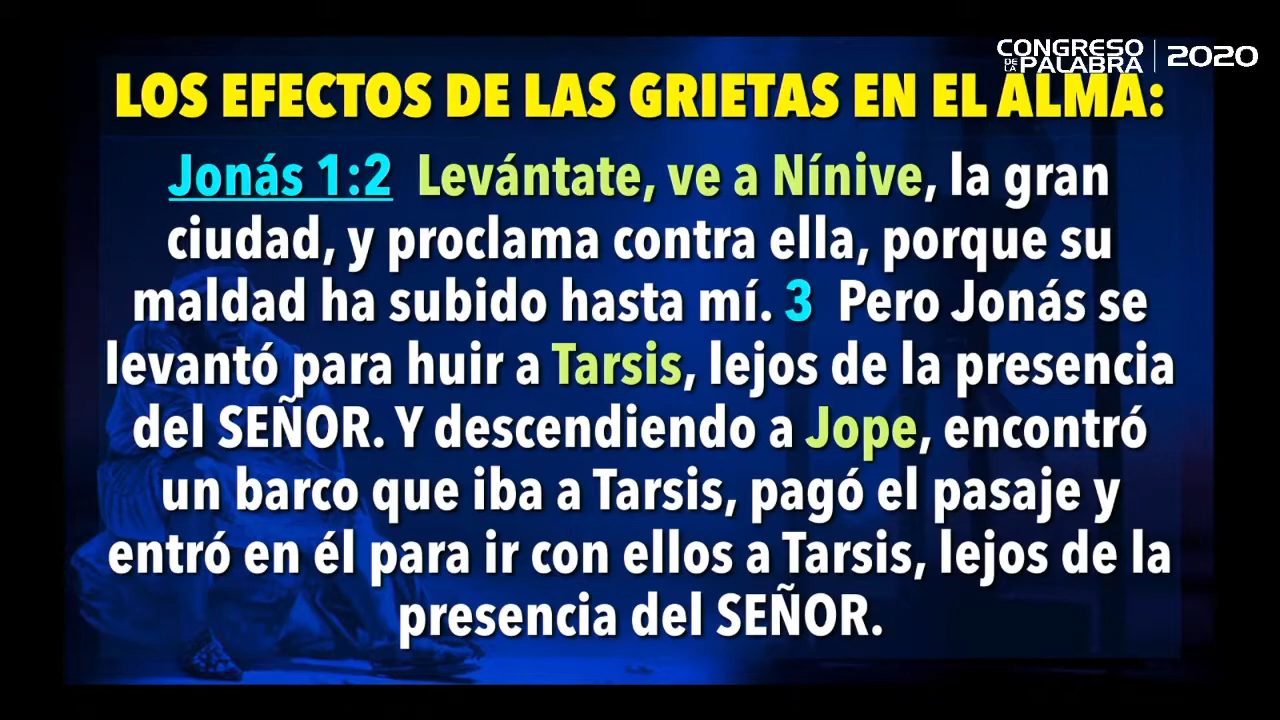 CONGRESO
DE LA PALABRA | 2020
LOS EFECTOS DE LAS GRIETAS EN EL ALMA:
Jonás 1:2 Levántate, ve a Nínive, la gran
ciudad, y proclama contra ella, porque su
maldad ha subido hasta mí. 3 Pero Jonás se
levantó para huir a Tarsis, lejos de la presencia
del SEÑOR. Y descendiendo a Jope, encontró
un barco que iba a Tarsis, pagó el pasaje y
entró en él para ir con ellos a Tarsis, lejos de la
presencia del SEÑOR.